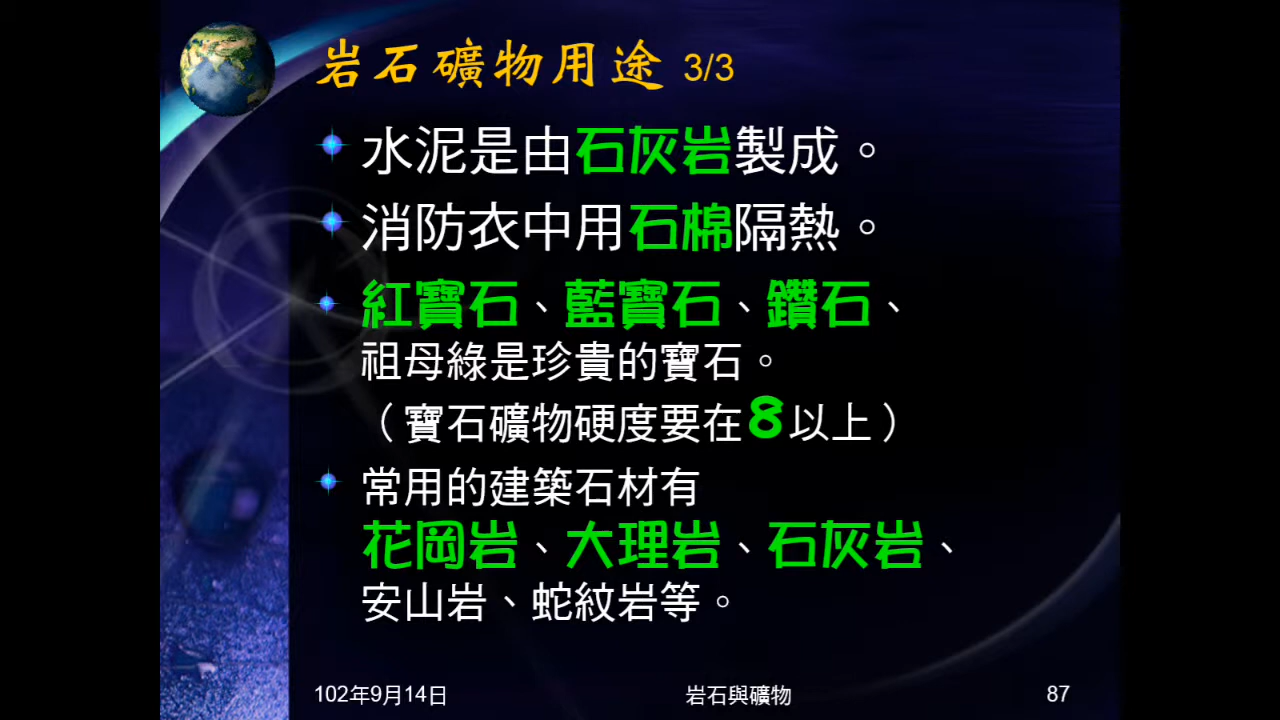 岩石礦物用途 3/3
水泥是由石灰岩製成。
消防衣中用石棉隔熱。
紅寶石、藍寶石、鑽石、
祖母綠是珍貴的寶石。
（寶石礦物硬度要在8以上）
常用的建築石材有
花岡岩、大理岩、石灰岩、
安山岩、蛇紋岩等。
102年9月14日 岩石與礦物 87